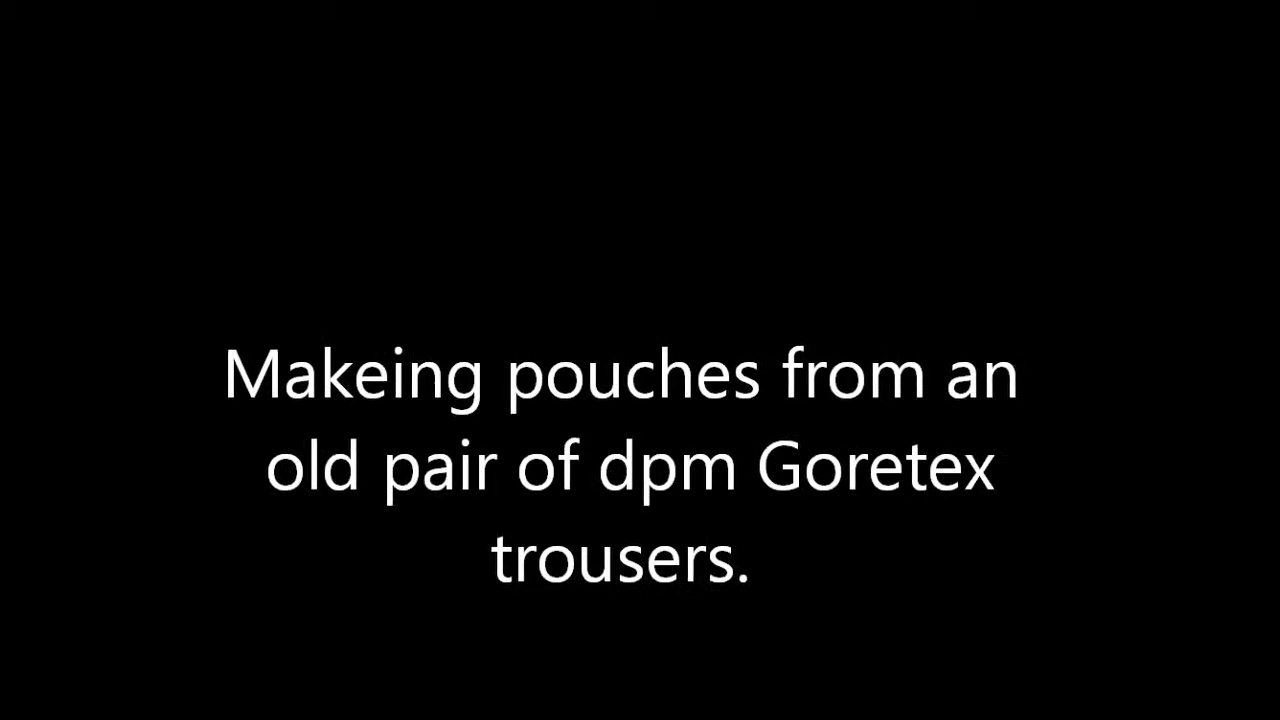 Makeing pouches from an
old pair of dpm Goretex
trousers.